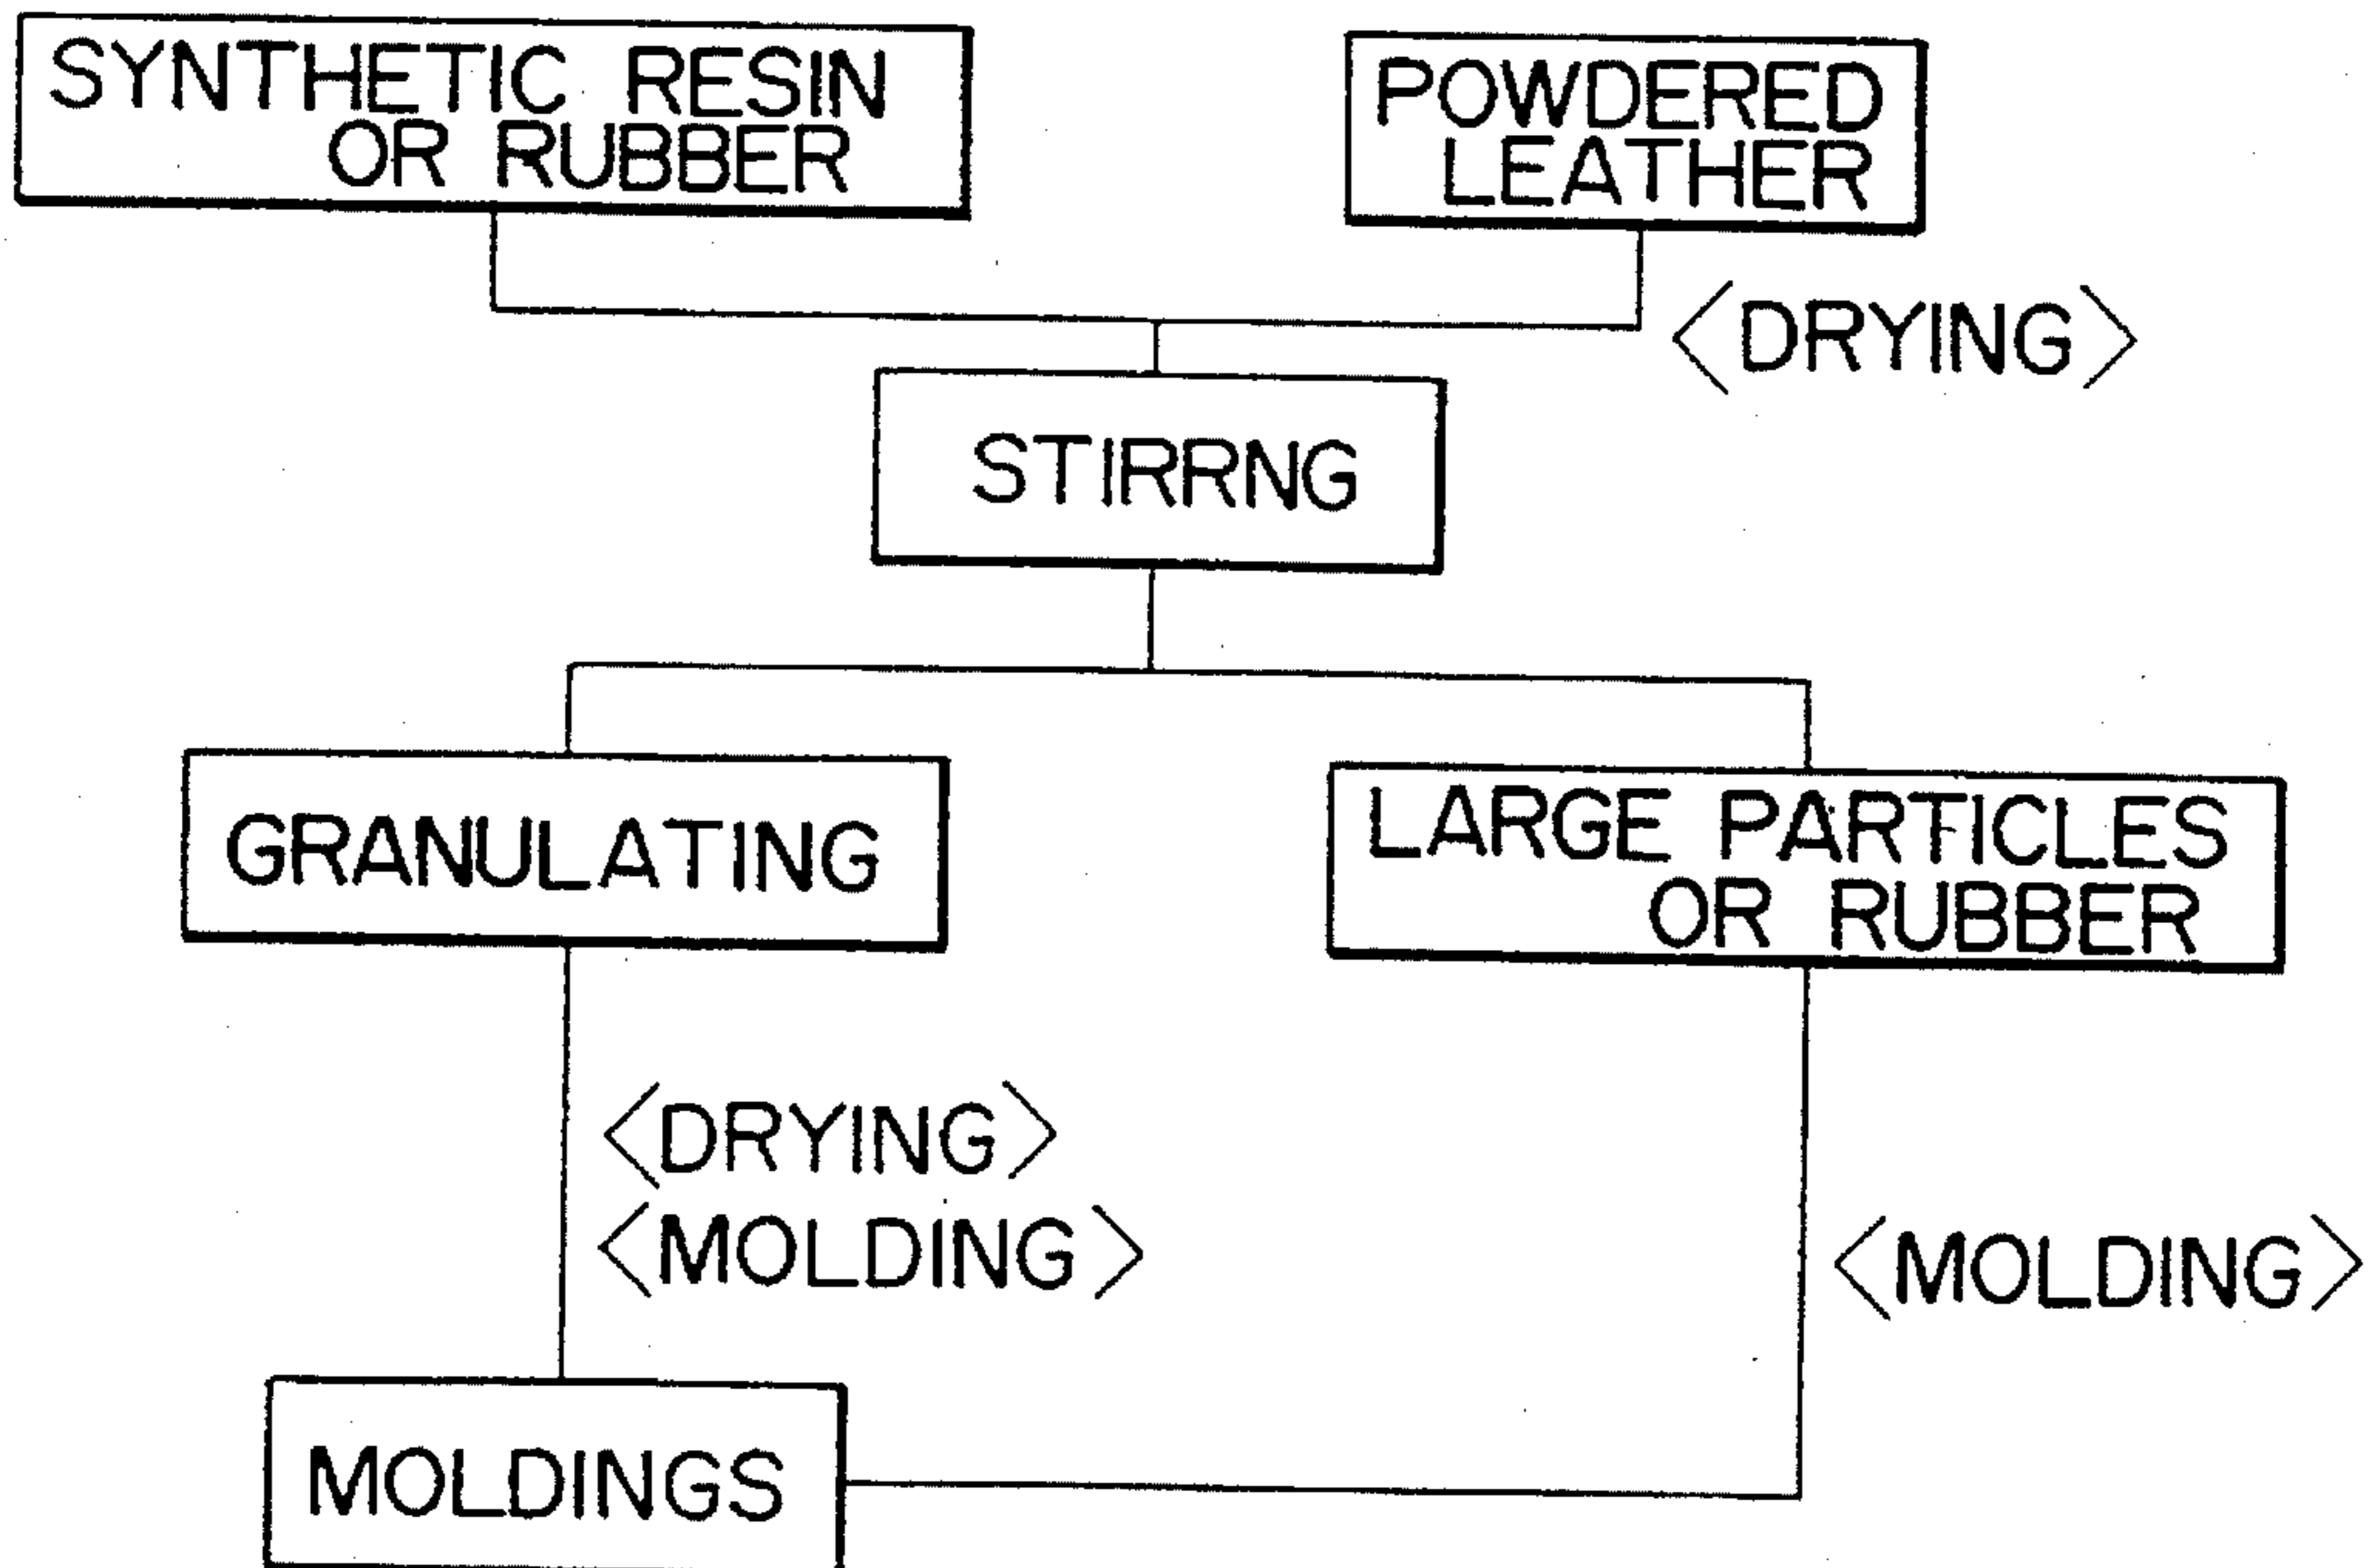 SYNTHETIC RESIN
OR RUBBER
POWDERED
LEATHER
<DRYING>
STIRRNG
GRANULATING
LARGE PARTICLES
OR RUBBER
<DRYING>
<MOLDING>
<MOLDING>
MOLDINGS